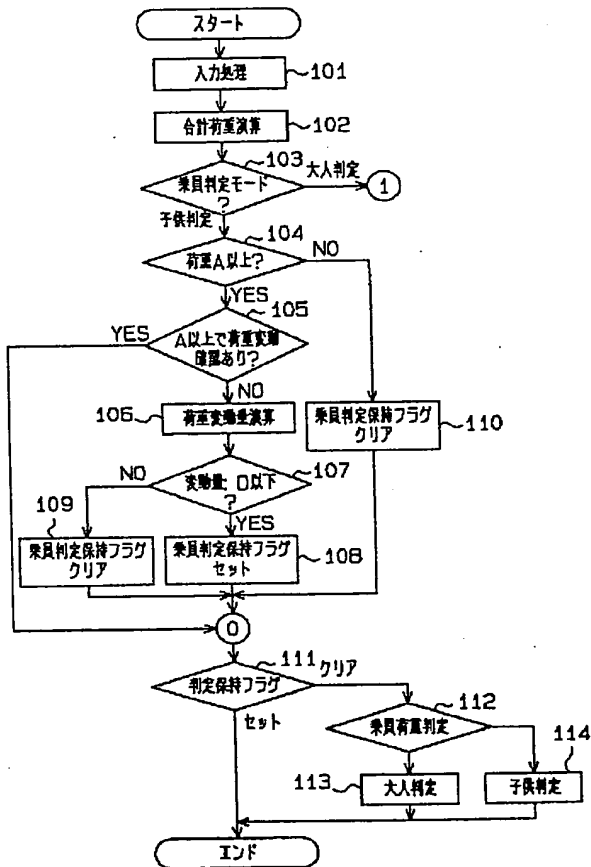 スタート
入力処理
101
合計荷重演算
102
103
乗員判定モード
?
大人判定
1
子供判定
104
荷重A以上?
NO
YES
105
YES
A以上で荷重変動
確認あり?
NO
106
荷重変動量演算
乗員判定保持フラグ
クリア
110
107
NO
変動量:D以下
?
YES
109
乗員判定保持フラグ
クリア
乗員判定保持フラグ
セット
108
0
111
クリア
判定保持フラグ
セット
112
乗員荷重判定
114
113
大人判定
子供判定
エンド